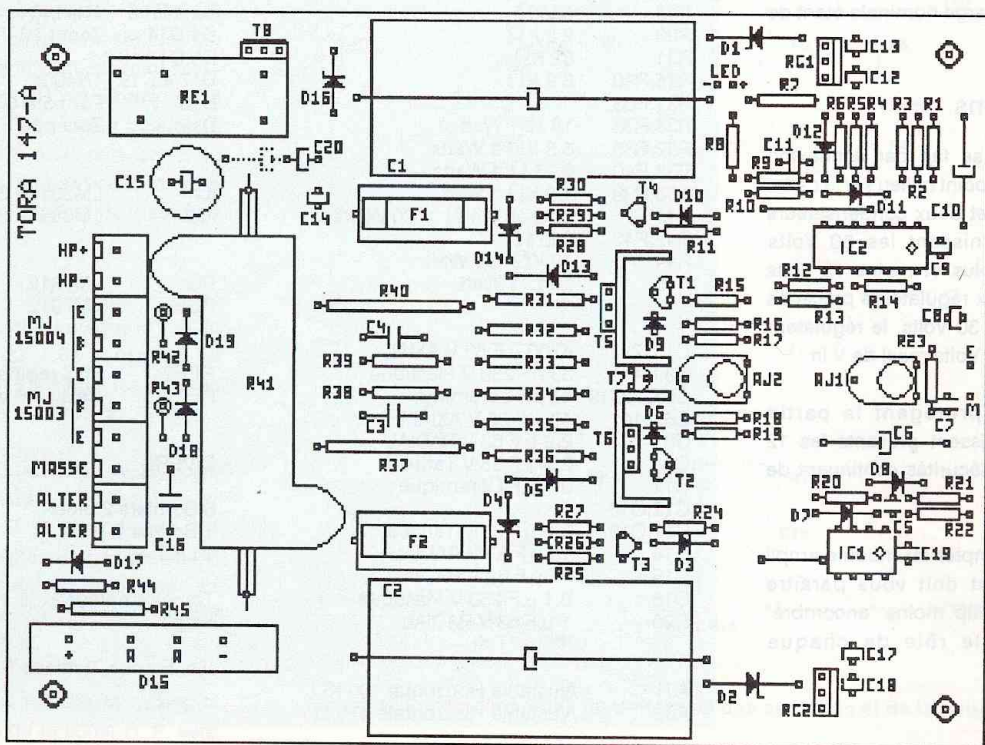 TORA 147.A
T8
RE1
D16
C1
D1
LED
- +
RC1
C13
C12
R7
R6 R5 R4 R3 R1
D12
R8
C11
R9
R10
R2
D11
C10
C15
C20
C14
F1
R30
(R29)
R28
T4
D10
R11
D14
D13
IC2
C9
HP+
HP-
MJ
15004
E
B
C
MJ
15003
B
E
MASSE
ALTER
ALTER
R42
D19
R43
D18
R41
C16
R40
C4
R39
R38
C3
R37
R31
R32
R33
R34
R35
R36
T5
T1
D9
T7
T6
T2
R15
R16
R17
AJ2
R18
R12
R13
R14
C8
R23
E
M
AJ1
C7
C6
D8
R20
R21
D7
C5
R22
IC1
C19
D5
D4
F2
R27
(R26)
R25
R24
T3
D3
D17
R44
R45
C2
+ A A -
D15
D2
RC2
C17
C18